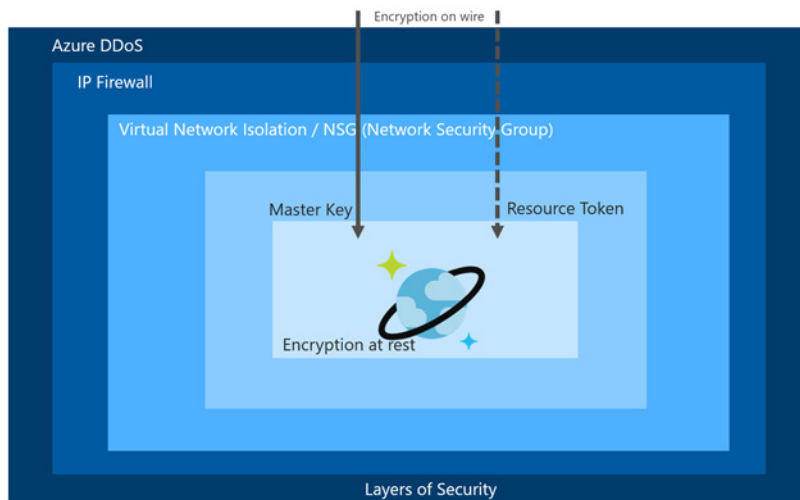 Encryption on wire
Azure DDoS
IP Firewall
Virtual Network Isolation / NSG (Network Security Group)
Master Key
Resource Token
Encryption at rest
Layers of Security